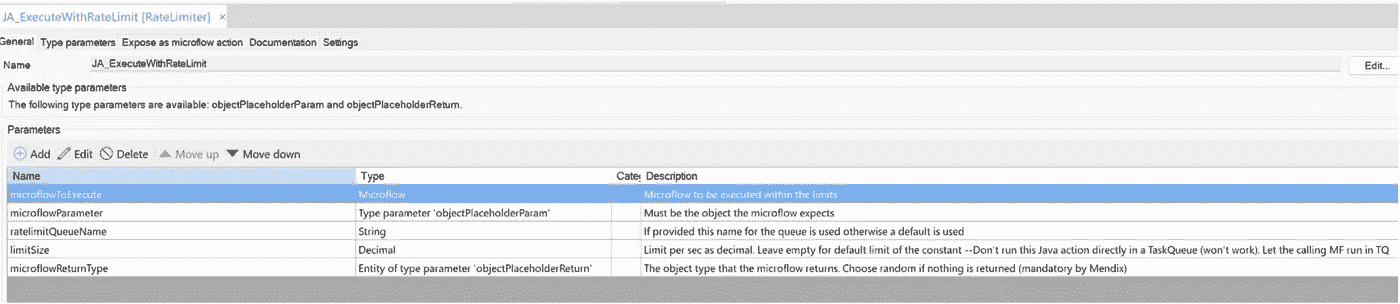 JA_ExecuteWithRateLimit [RateLimiter] ×
General Type parameters Expose as microflow action Documentation Settings
Name JA_ExecuteWithRateLimit Edit...
Available type parameters
The following type parameters are available: objectPlaceholderParam and objectPlaceholderReturn.
Parameters
Add Edit Delete Move up Move down
Name Type Cate Description
microflowToExecute Microflow Microflow to be executed within the limits
microflowParameter Type parameter 'objectPlaceholderParam' Must be the object the microflow expects
ratelimitQueueName String If provided this name for the queue is used otherwise a default is used
limitSize Decimal Limit per sec as decimal. Leave empty for default limit of the constant --Don't run this Java action directly in a TaskQueue (won't work). Let the calling MF run in TQ
microflowReturnType Entity of type parameter 'objectPlaceholderReturn' The object type that the microflow returns. Choose random if nothing is returned (mandatory by Mendix)